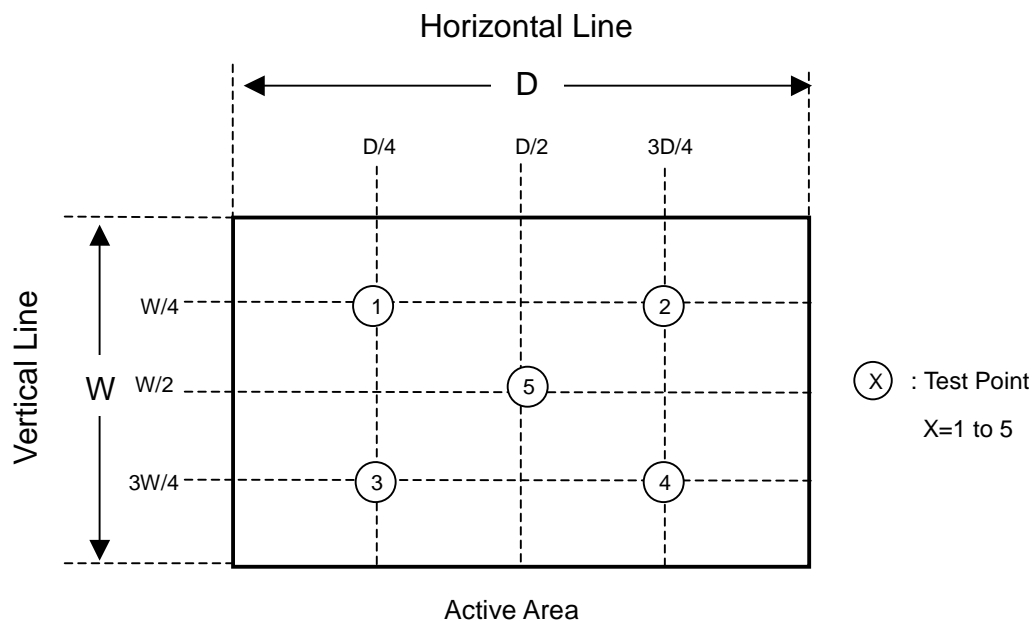 Horizontal Line
D
D/4 D/2 3D/4
Vertical Line
W
W/4
W/2
3W/4
1 2
5
3 4
X : Test Point
X=1 to 5
Active Area